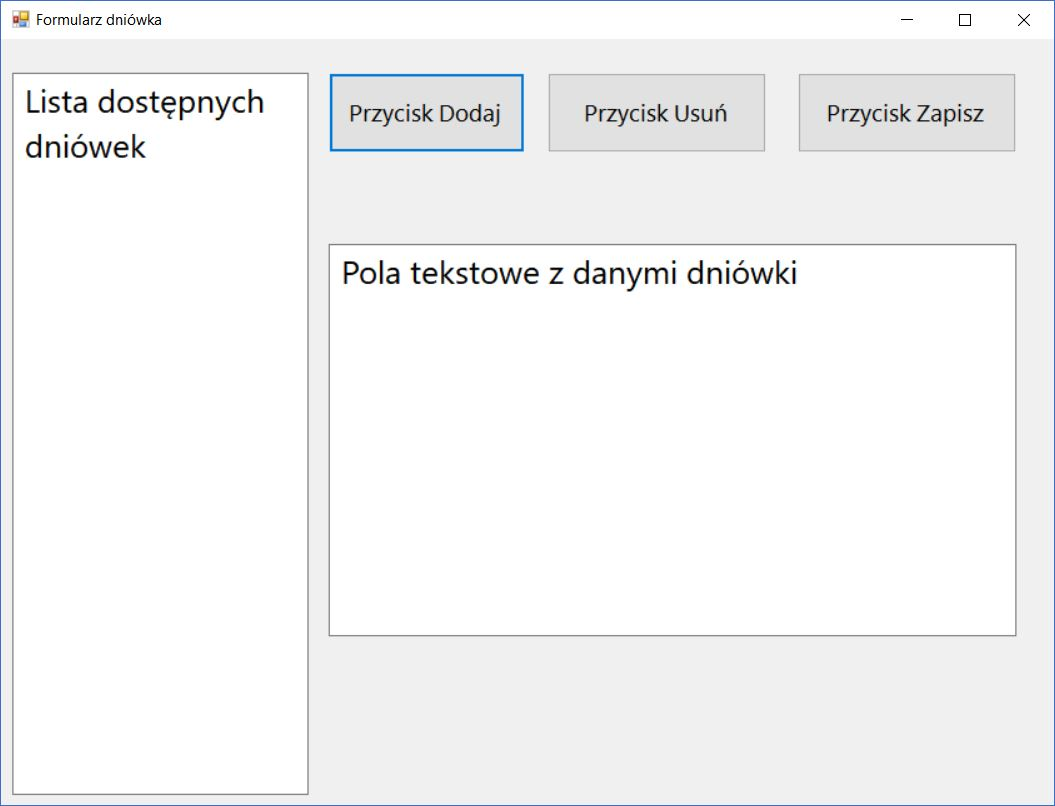 Formularz dniówka
Lista dostępnych
dniówek
Przycisk Dodaj
Przycisk Usuń
Przycisk Zapisz
Pola tekstowe z danymi dniówki